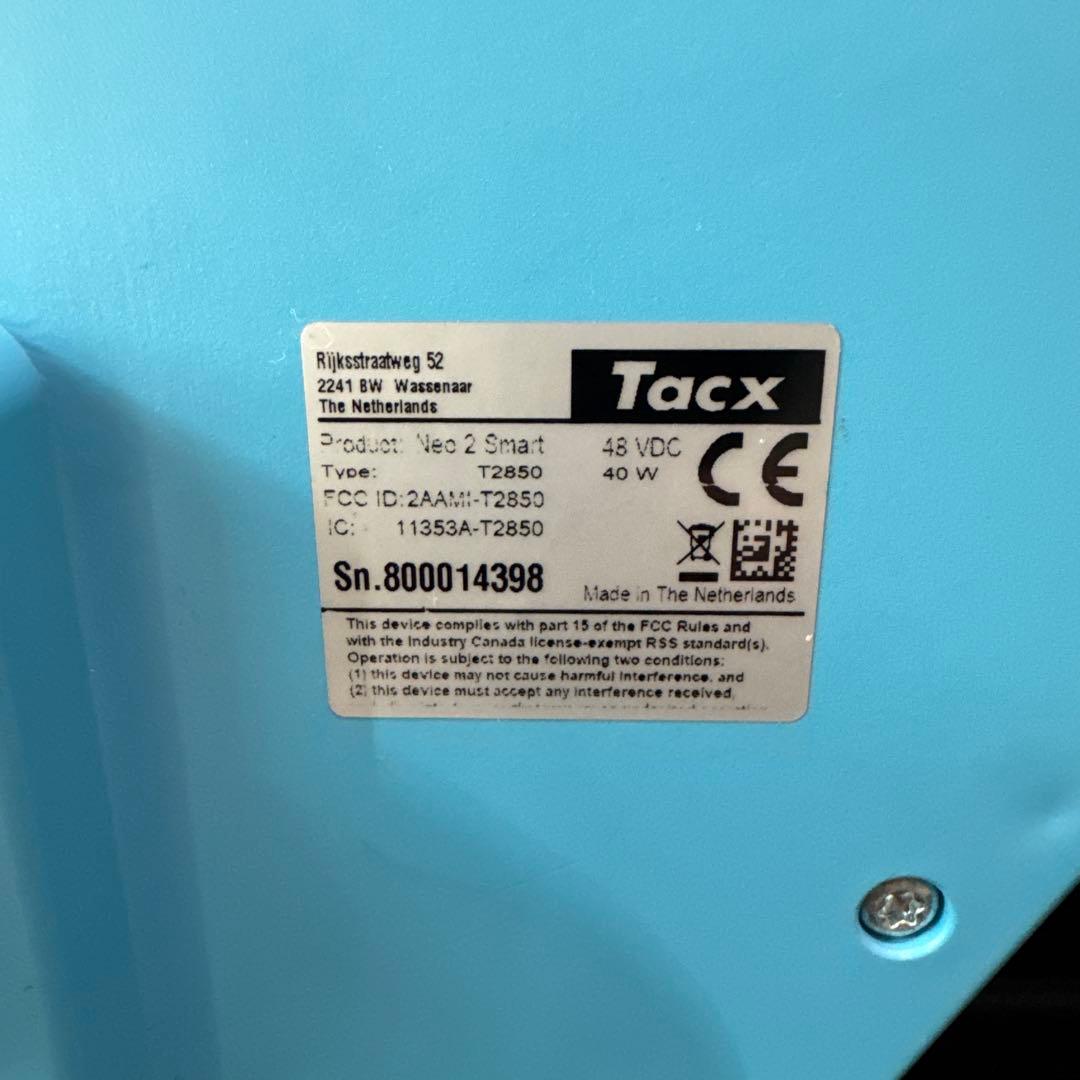 Rijksstraatweg 52
2241 BW Wassenaar
The Netherlands
Tacx
Product: Neo 2 Smart 48 VDC
Type: T2850 40 W
CE
FCC ID:2AAMI-T2850
IC: 11353A-T2850
Sn.800014398
Made in The Netherlands
This device complies with part 15 of the FCC Rules and
with the Industry Canada license-exempt RSS standard(s).
Operation is subject to the following two conditions:
(1) this device may not cause harmful interference, and
(2) this device must accept any interference received,